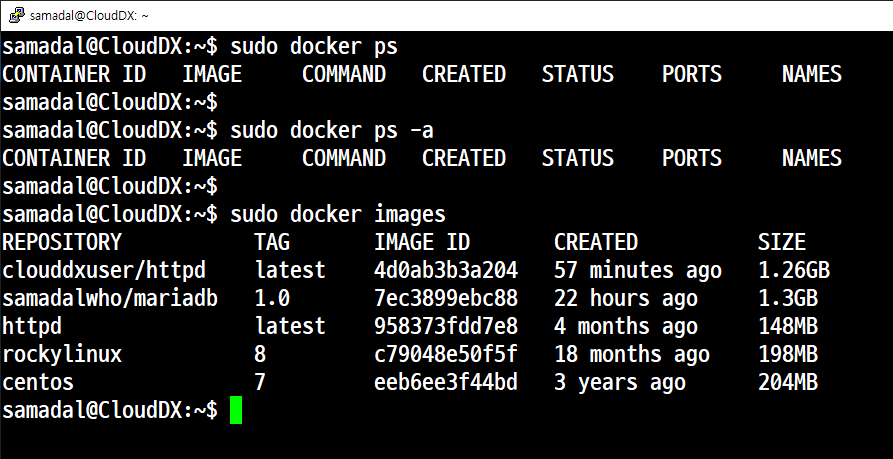 samadal@CloudDX: ~
samadal@CloudDX:~$ sudo docker ps
CONTAINER ID   IMAGE     COMMAND   CREATED   STATUS    PORTS     NAMES
samadal@CloudDX:~$
samadal@CloudDX:~$ sudo docker ps -a
CONTAINER ID   IMAGE     COMMAND   CREATED   STATUS    PORTS     NAMES
samadal@CloudDX:~$
samadal@CloudDX:~$ sudo docker images
REPOSITORY           TAG       IMAGE ID       CREATED          SIZE
clouddxuser/httpd    latest    4d0ab3b3a204   57 minutes ago   1.26GB
samadalwho/mariadb   1.0       7ec3899ebc88   22 hours ago     1.3GB
httpd                latest    958373fdd7e8   4 months ago     148MB
rockylinux           8         c79048e50f5f   18 months ago    198MB
centos               7         eeb6ee3f44bd   3 years ago      204MB
samadal@CloudDX:~$